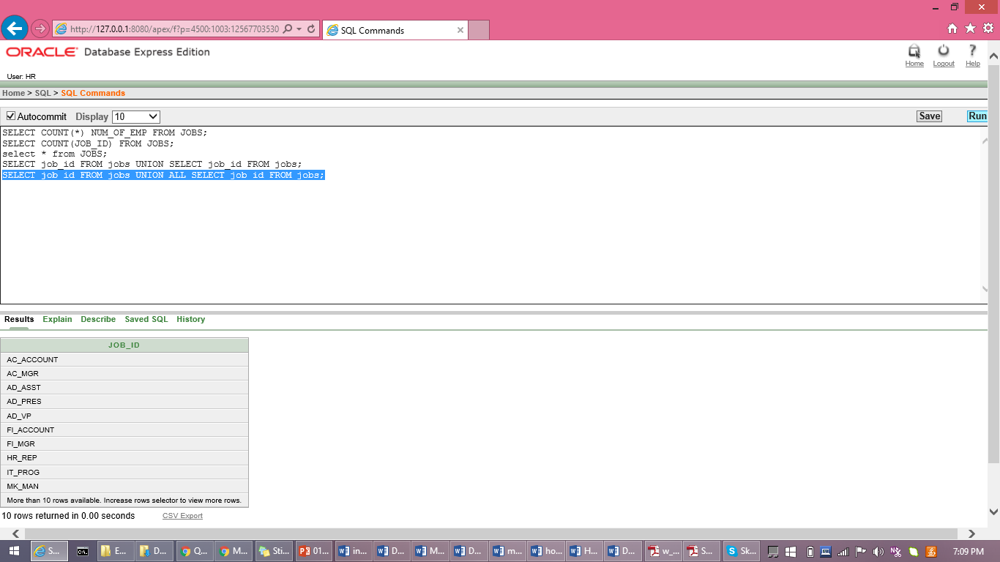 http://127.0.0.1:8080/apex/f?p=4500:1003:12567703530
SQL Commands
ORACLE Database Express Edition
Home Logout Help
User: HR
Home > SQL > SQL Commands
Autocommit Display 10 Save Run
SELECT COUNT(*) NUM_OF_EMP FROM JOBS;
SELECT COUNT(JOB_ID) FROM JOBS;
select * from JOBS;
SELECT job_id FROM jobs UNION SELECT job_id FROM jobs;
SELECT job_id FROM jobs UNION ALL SELECT job_id FROM jobs;
Results Explain Describe Saved SQL History
JOB_ID
AC_ACCOUNT
AC_MGR
AD_ASST
AD_PRES
AD_VP
FI_ACCOUNT
FI_MGR
HR_REP
IT_PROG
MK_MAN
More than 10 rows available. Increase rows selector to view more rows.
10 rows returned in 0.00 seconds CSV Export
S... E... D... Q... M... Sti... 01... in... D... M... D... m... ho... H... D... w_... S... Sk... 7:09 PM